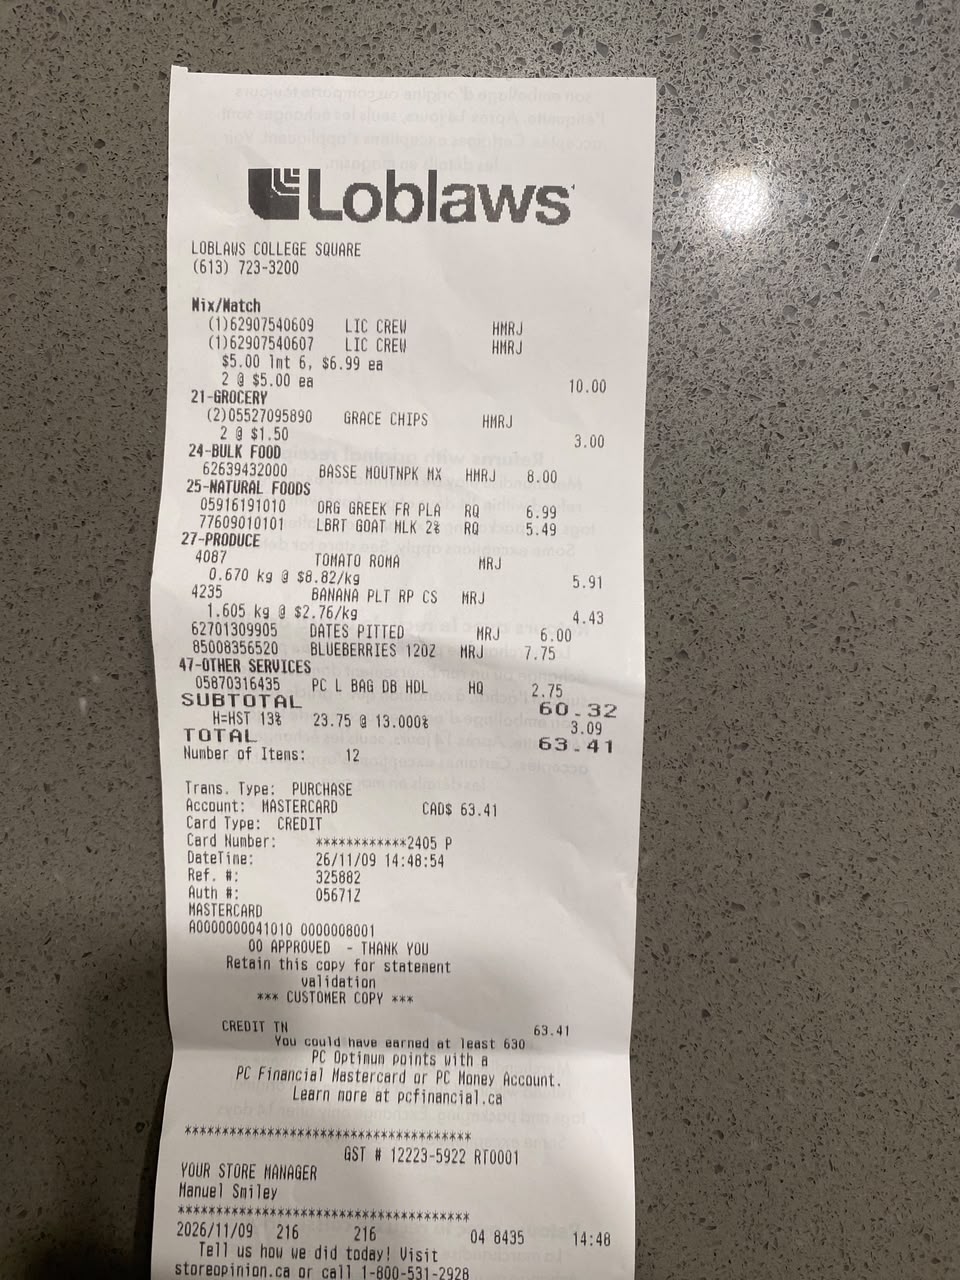 Loblaws
LOBLAWS COLLEGE SQUARE
(613) 723-3200
Mix/Match
(1)62907540609 LIC CREW HMRJ
(1)62907540607 LIC CREW HMRJ
$5.00 lmt 6, $6.99 ea
2 @ $5.00 ea 10.00
21-GROCERY
(2)05527095890 GRACE CHIPS HMRJ
2 @ $1.50 3.00
24-BULK FOOD
62639432000 BASSE MOUTNPK MX HMRJ 8.00
25-NATURAL FOODS
05916191010 ORG GREEK FR PLA RQ 6.99
77609010101 LBRT GOAT MLK 2% RQ 5.49
27-PRODUCE
4087 TOMATO ROMA MRJ
0.670 kg @ $8.82/kg 5.91
4235 BANANA PLT RP CS MRJ
1.605 kg @ $2.76/kg 4.43
62701309905 DATES PITTED MRJ 6.00
85008356520 BLUEBERRIES 12OZ MRJ 7.75
47-OTHER SERVICES
05870316435 PC L BAG DB HDL HQ 2.75
SUBTOTAL 60.32
H=HST 13% 23.75 @ 13.000% 3.09
TOTAL 63.41
Number of Items: 12
Trans. Type: PURCHASE
Account: MASTERCARD CAD$ 63.41
Card Type: CREDIT
Card Number: ************2405 P
DateTime: 26/11/09 14:48:54
Ref. #: 325882
Auth #: 05671Z
MASTERCARD
A0000000041010 0000008001
00 APPROVED - THANK YOU
Retain this copy for statement
validation
*** CUSTOMER COPY ***
CREDIT TN 63.41
You could have earned at least 630
PC Optimum points with a
PC Financial Mastercard or PC Money Account.
Learn more at pcfinancial.ca
**************************************
GST # 12223-5922 RT0001
YOUR STORE MANAGER
Manuel Smiley
**************************************
2026/11/09 216 216 04 8435 14:48
Tell us how we did today! Visit
storeopinion.ca or call 1-800-531-2928